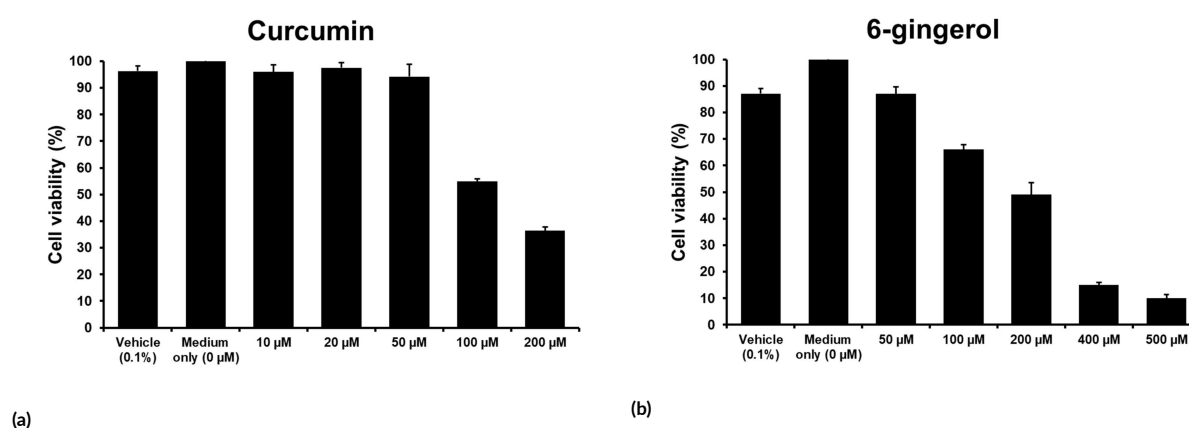 Curcumin
Cell viability (%)
100
90
80
70
60
50
40
30
20
10
0
Vehicle
(0.1%)
Medium
only (0 µM)
10 µM
20 µM
50 µM
100 µM
200 µM
(a)
6-gingerol
Cell viability (%)
100
90
80
70
60
50
40
30
20
10
0
Vehicle
(0.1%)
Medium
only (0 µM)
50 µM
100 µM
200 µM
400 µM
500 µM
(b)